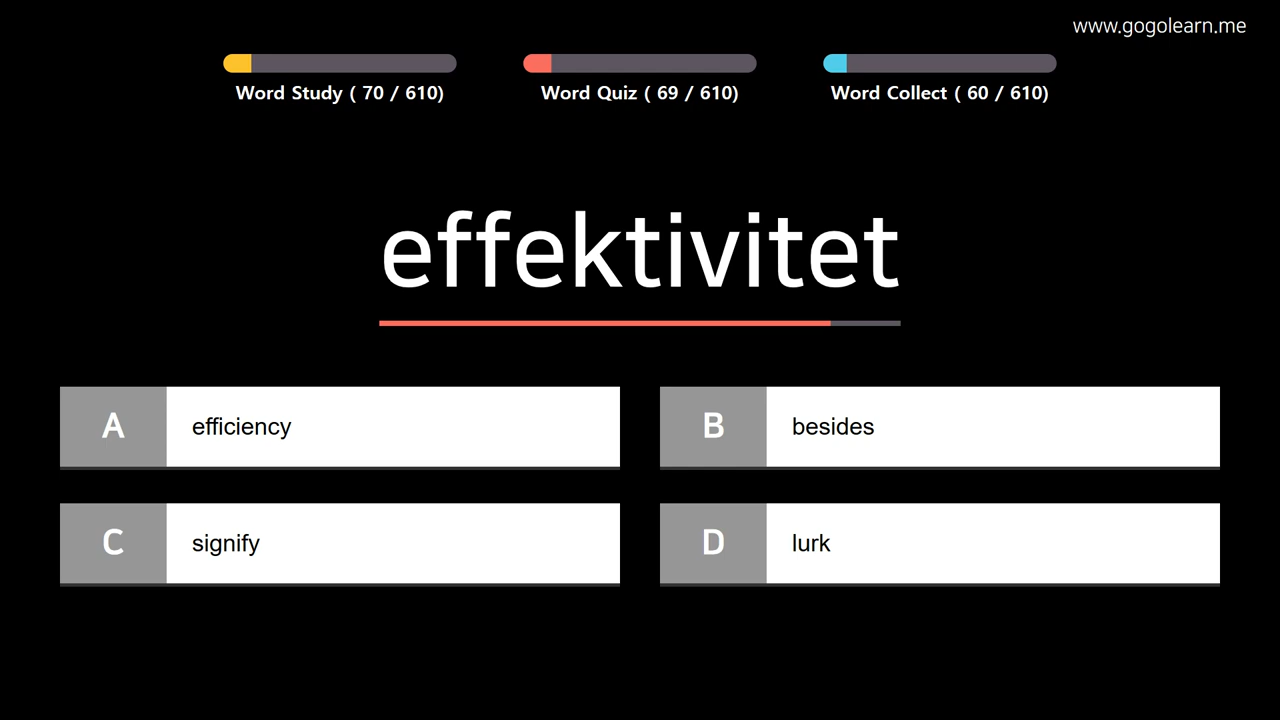 www.gogolearn.me
Word Study ( 70 / 610)
Word Quiz ( 69 / 610)
Word Collect ( 60 / 610)
effektivitet
A efficiency
B besides
C signify
D lurk